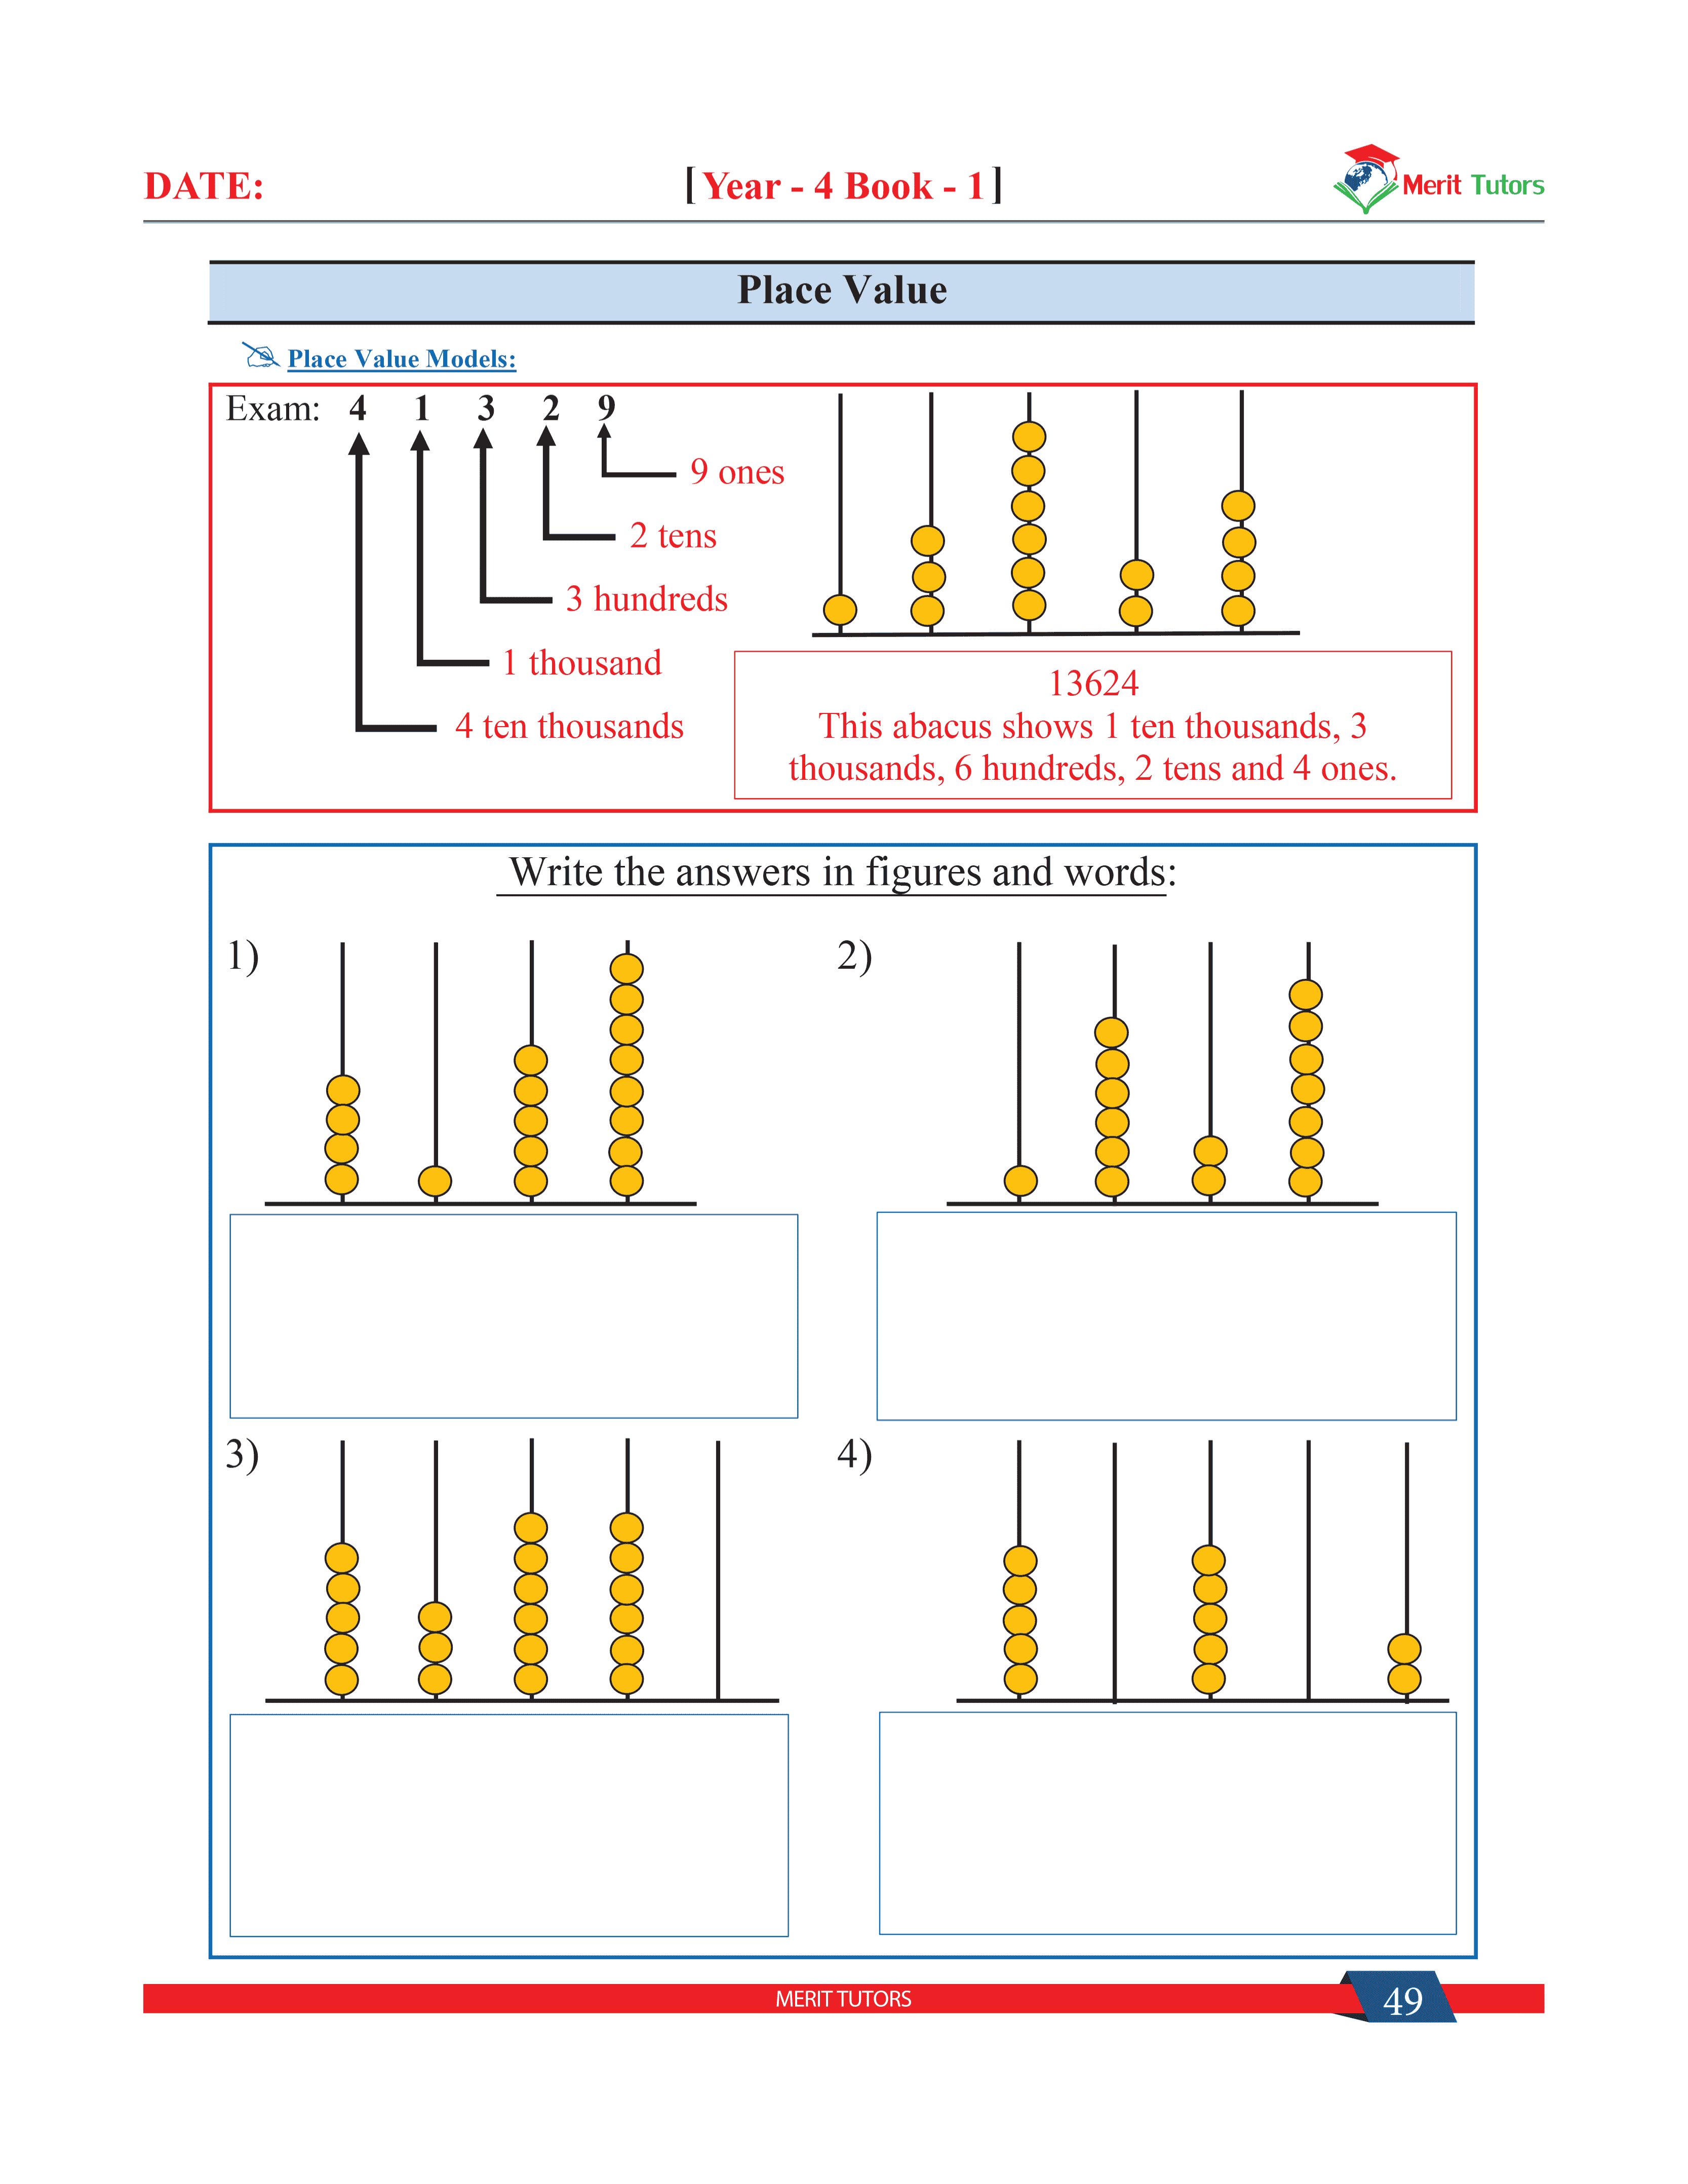 DATE:
[ Year - 4 Book - 1 ]
Merit Tutors
Place Value
Place Value Models:
Exam: 4 1 3 2 9
9 ones
2 tens
3 hundreds
1 thousand
4 ten thousands
13624
This abacus shows 1 ten thousands, 3
thousands, 6 hundreds, 2 tens and 4 ones.
Write the answers in figures and words:
1)
2)
3)
4)
MERIT TUTORS
49